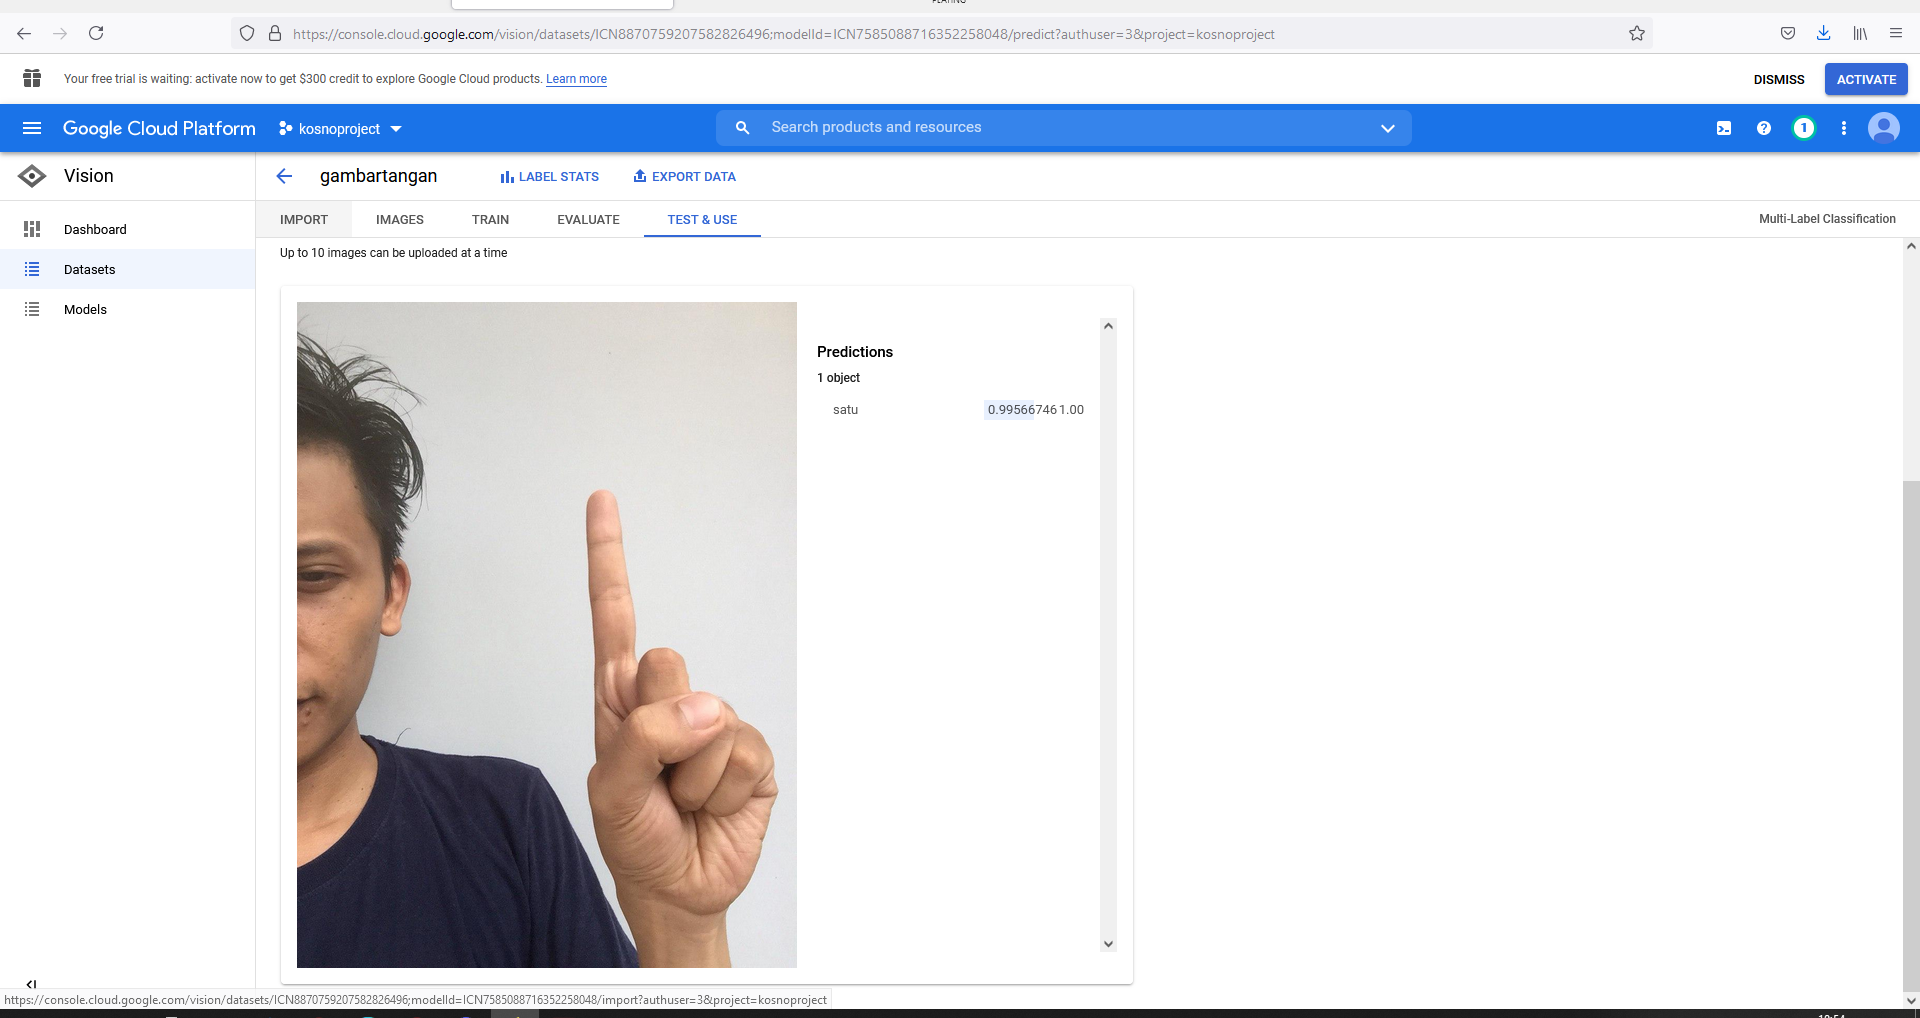 https://console.cloud.google.com/vision/datasets/ICN8870759207582826496;modelId=ICN7585088716352258048/predict?authuser=3&project=kosnoproject
Your free trial is waiting: activate now to get $300 credit to explore Google Cloud products. Learn more
DISMISS
ACTIVATE
Google Cloud Platform
kosnoproject
Search products and resources
1
Vision
gambartangan
LABEL STATS
EXPORT DATA
IMPORT
IMAGES
TRAIN
EVALUATE
TEST & USE
Multi-Label Classification
Dashboard
Datasets
Models
Up to 10 images can be uploaded at a time
Predictions
1 object
satu
0.99566746 1.00
https://console.cloud.google.com/vision/datasets/ICN8870759207582826496;modelId=ICN7585088716352258048/import?authuser=3&project=kosnoproject